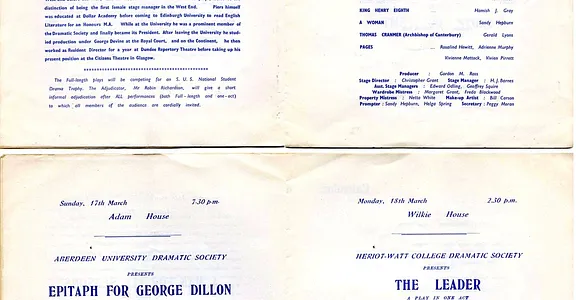 distinction of being the first female stage manager in the West End. Piers himself
was educated at Dollar Academy before coming to Edinburgh University to read English
Literature for an Honours M.A. While at the University he was a prominent member of
the Dramatic Society and finally became its President. After leaving the University he stud-
ied production under George Devine at the Royal Court, and on the Continent, he then
worked as Resident Director for a year at Dundee Repertory Theatre before taking up his
present position at the Citizens Theatre in Glasgow.
The Full-length plays will be competing for an S. U. S. National Student
Drama Trophy. The Adjudicator, Mr Robin Richardson, will give a short
informal adjudication after ALL performances (both Full-length and one-act)
to which all members of the audience are cordially invited.
KING HENRY EIGHTH - Hamish J. Gray
A WOMAN - Sandy Hepburn
THOMAS CRANMER (Archbishop of Canterbury) Gerald Lyons
PAGES - Rosalind Hewitt, Adrienne Murphy
Vivienne Mattock, Vivian Pirnett
Producer : Gordon M. Ross
Stage Director : Christopher Grant Stage Manager : M.J. Barnes
Asst. Stage Managers : Edward Odling, Geoffrey Squire
Wardrobe Mistress : Margaret Grant, Freda Blackwood
Property Mistress : Nettie White Make-up Artist : Bill Carson
Prompter : Sandy Hepburn, Helge Spring Secretary : Peggy Moran
Sunday, 17th March 7.30 p.m.
Adam House
ABERDEEN UNIVERSITY DRAMATIC SOCIETY
PRESENTS
EPITAPH FOR GEORGE DILLON
Monday, 18th March 2.30 p.m.
Wilkie House
HERIOT-WATT COLLEGE DRAMATIC SOCIETY
PRESENTS
THE LEADER
A PLAY IN ONE ACT